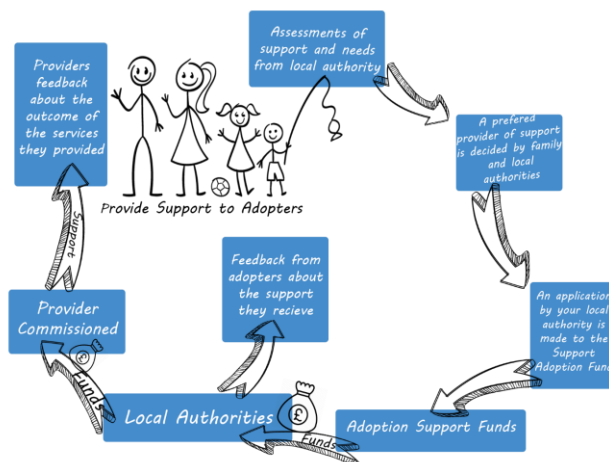 Assessments of
support and needs
from local authority
A prefered
provider of support
is decided by family
and local
authorities
An application
by your local
authority is
made to the
Support
Adoption Fund
Adoption Support Funds
Funds
£
Local Authorities
Feedback from
adopters about
the support
they recieve
Funds
£
Provider
Commissioned
Support
Providers
feedback
about the
outcome of
the services
they provided
Provide Support to Adopters